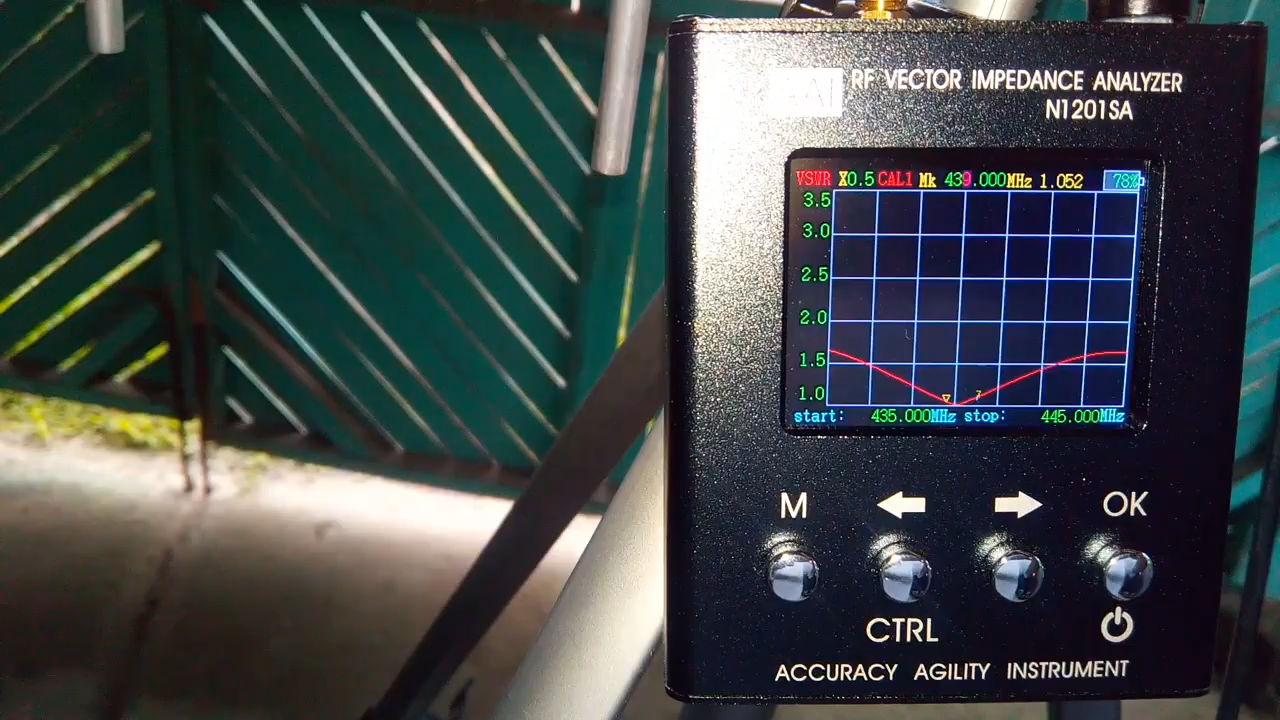 RF VECTOR IMPEDANCE ANALYZER
N1201SA
VSWR X0.5 CAL1 Mk 439.000MHz 1.052 78%
3.5
3.0
2.5
2.0
1.5
1.0
start: 435.000MHz stop: 445.000MHz
M OK
CTRL
ACCURACY AGILITY INSTRUMENT